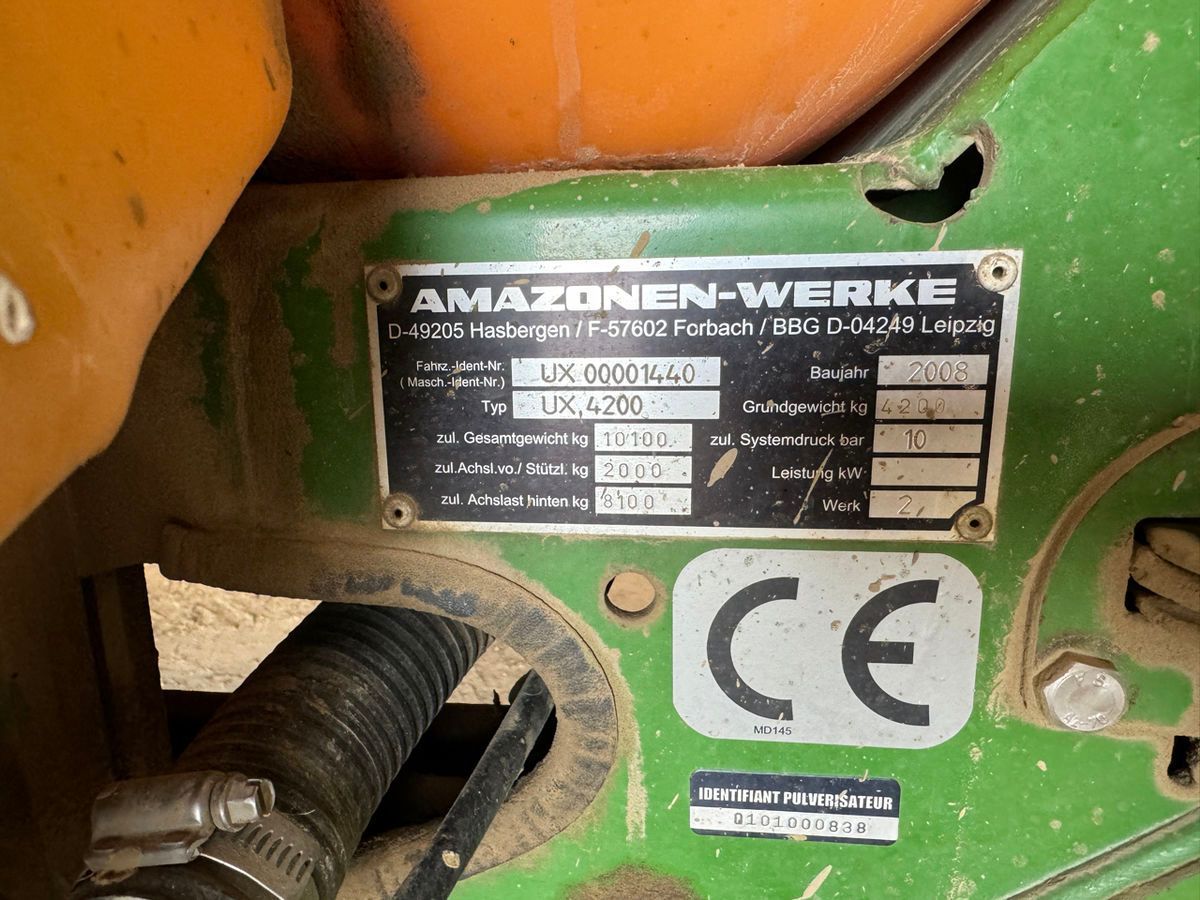 AMAZONEN-WERKE
D-49205 Hasbergen / F-57602 Forbach / BBG D-04249 Leipzig
Fahrz.-Ident-Nr.
( Masch.-Ident-Nr.) UX 00001440 Baujahr 2008
Typ UX 4200 Grundgewicht kg 4200
zul. Gesamtgewicht kg 10100 zul. Systemdruck bar 10
zul.Achsl.vo./ Stützl. kg 2000 Leistung kW
zul. Achslast hinten kg 8100 Werk 2
CE
MD145
IDENTIFIANT PULVERISATEUR
Q101000838